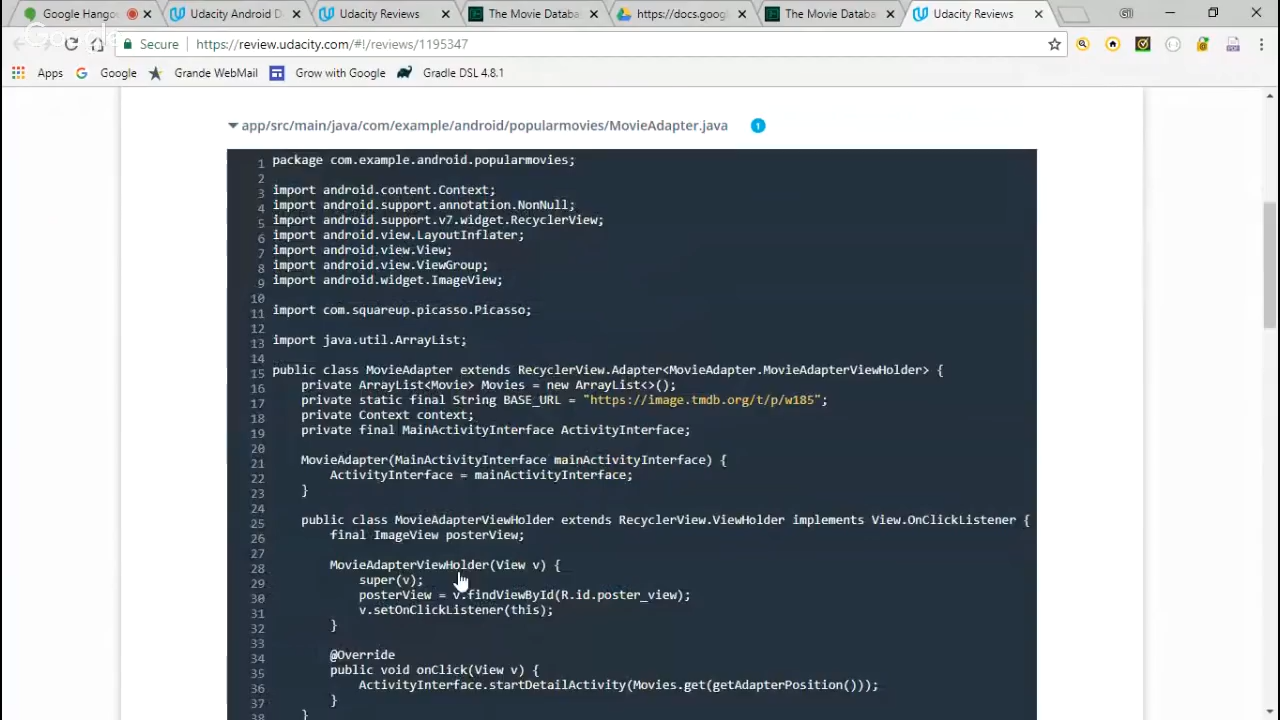 Google Hango
Udacity Android D
Udacity Reviews
The Movie Databa
https://docs.goog
The Movie Databa
Udacity Reviews
Gil
Google
Secure
https://review.udacity.com/#!/reviews/1195347
Apps
Google
Grande WebMail
Grow with Google
Gradle DSL 4.8.1
app/src/main/java/com/example/android/popularmovies/MovieAdapter.java 1
1 package com.example.android.popularmovies;
2
3 import android.content.Context;
4 import android.support.annotation.NonNull;
5 import android.support.v7.widget.RecyclerView;
6 import android.view.LayoutInflater;
7 import android.view.View;
8 import android.view.ViewGroup;
9 import android.widget.ImageView;
10
11 import com.squareup.picasso.Picasso;
12
13 import java.util.ArrayList;
14
15 public class MovieAdapter extends RecyclerView.Adapter<MovieAdapter.MovieAdapterViewHolder> {
16 private ArrayList<Movie> Movies = new ArrayList<>();
17 private static final String BASE_URL = "https://image.tmdb.org/t/p/w185";
18 private Context context;
19 private final MainActivityInterface ActivityInterface;
20
21 MovieAdapter(MainActivityInterface mainActivityInterface) {
22 ActivityInterface = mainActivityInterface;
23 }
24
25 public class MovieAdapterViewHolder extends RecyclerView.ViewHolder implements View.OnClickListener {
26 final ImageView posterView;
27
28 MovieAdapterViewHolder(View v) {
29 super(v);
30 posterView = v.findViewById(R.id.poster_view);
31 v.setOnClickListener(this);
32 }
33
34 @Override
35 public void onClick(View v) {
36 ActivityInterface.startDetailActivity(Movies.get(getAdapterPosition()));
37 }
38 }